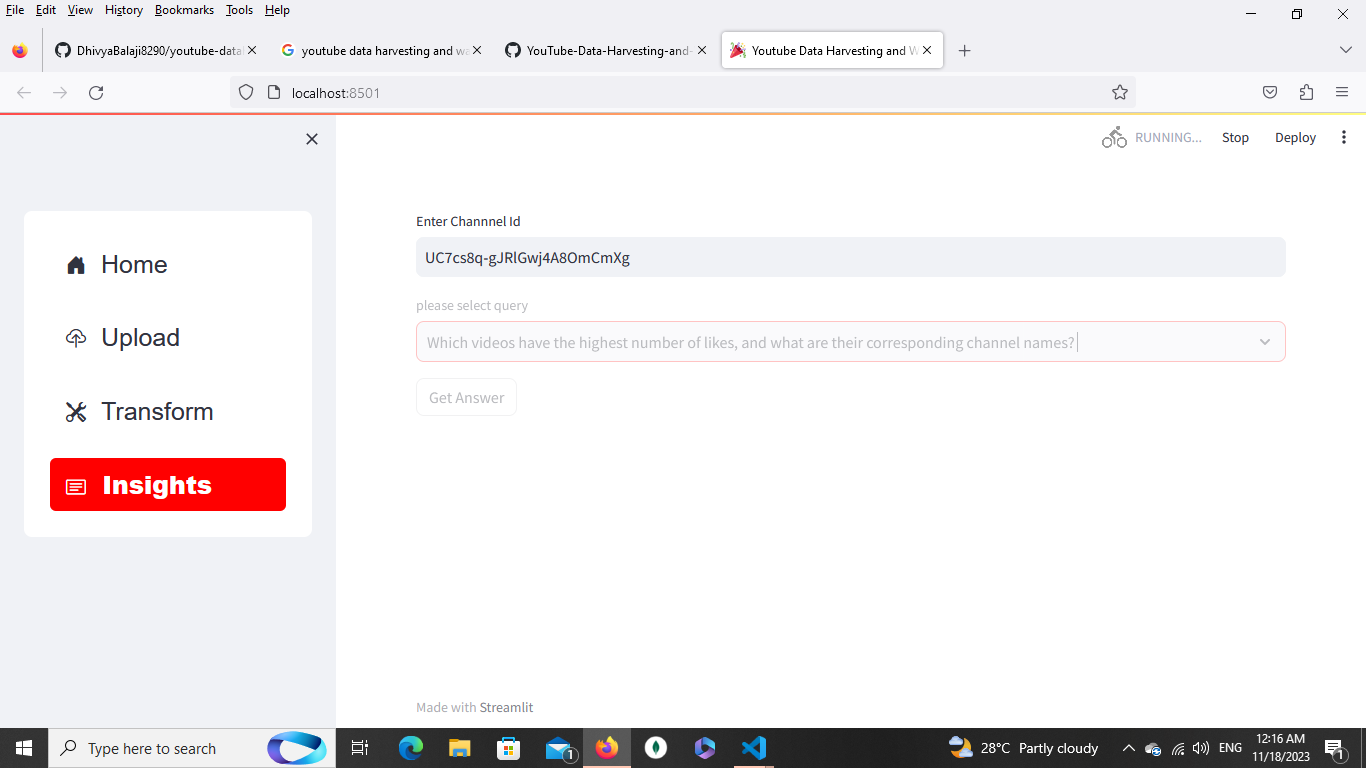 File Edit View History Bookmarks Tools Help
DhivyaBalaji8290/youtube-data
youtube data harvesting and wa
YouTube-Data-Harvesting-and-
Youtube Data Harvesting and W
localhost:8501
RUNNING... Stop Deploy
Home
Upload
Transform
Insights
Enter Channnel Id
UC7cs8q-gJRlGwj4A8OmCmXg
please select query
Which videos have the highest number of likes, and what are their corresponding channel names?
Get Answer
Made with Streamlit
Type here to search
1
28°C Partly cloudy
ENG
12:16 AM
11/18/2023
1